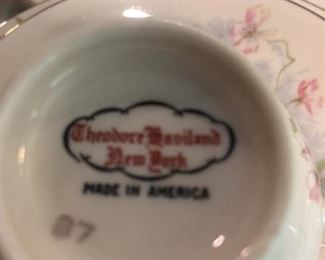 Theodore Haviland
New York
MADE IN AMERICA
87